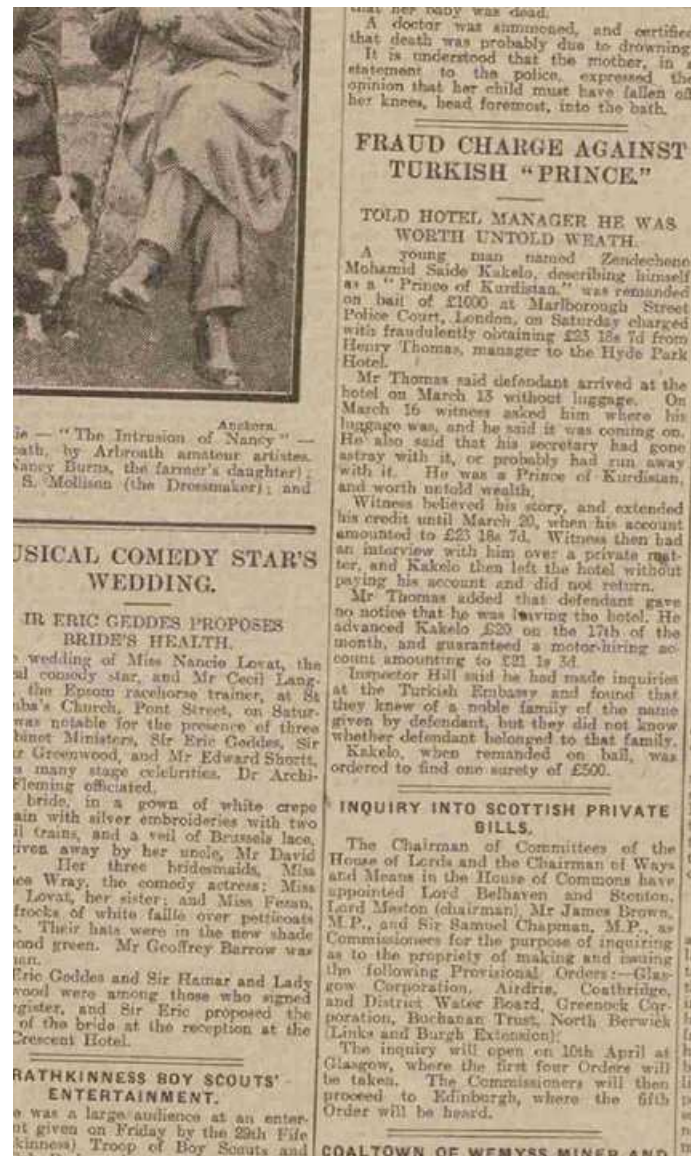 Anckorn.
ie — "The Intrusion of Nancy" —
oath, by Arbroath amateur artistes.
Nancy Burns, the farmer's daughter);
S. Mollison (the Dressmaker); and
USICAL COMEDY STAR'S
WEDDING.
IR ERIC GEDDES PROPOSES
BRIDE'S HEALTH.
wedding of Miss Nancie Lovat, the
al comedy star, and Mr Cecil Lang-
the Epsom racehorse trainer, at St
mba's Church, Pont Street, on Satur-
was notable for the presence of three
binet Ministers, Sir Eric Geddes, Sir
ar Greenwood, and Mr Edward Shortt,
many stage celebrities. Dr Archi-
Fleming officiated.
bride, in a gown of white crepe
ain with silver embroideries with two
il trains, and a veil of Brussels lace,
given away by her uncle, Mr David
Her three bridesmaids, Miss
ce Wray, the comedy actress; Miss
Lovat, her sister; and Miss Fezan,
frocks of white faille over petticoats
Their hats were in the new shade
ond green. Mr Geoffrey Barrow was
man.
Eric Geddes and Sir Hamar and Lady
wood were among those who signed
egister, and Sir Eric proposed the
of the bride at the reception at the
Crescent Hotel.
RATHKINNESS BOY SCOUTS'
ENTERTAINMENT.
e was a large audience at an enter-
nt given on Friday by the 29th Fife
kinness) Troop of Boy Scouts and
that her baby was dead.
A doctor was summoned, and certified
that death was probably due to drowning.
It is understood that the mother, in a
statement to the police, expressed the
opinion that her child must have fallen off
her knees, head foremost, into the bath.
FRAUD CHARGE AGAINST
TURKISH "PRINCE."
TOLD HOTEL MANAGER HE WAS
WORTH UNTOLD WEATH.
A young man named Zendecheno
Mohamid Saide Kakelo, describing himself
as a "Prince of Kurdistan," was remanded
on bail of £1000 at Marlborough Street
Police Court, London, on Saturday charged
with fraudulently obtaining £23 18s 7d from
Henry Thomas, manager to the Hyde Park
Hotel.
Mr Thomas said defendant arrived at the
hotel on March 13 without luggage. On
March 16 witness asked him where his
luggage was, and he said it was coming on.
He also said that his secretary had gone
astray with it, or probably had run away
with it. He was a Prince of Kurdistan,
and worth untold wealth.
Witness believed his story, and extended
his credit until March 20, when his account
amounted to £23 18s 7d. Witness then had
an interview with him over a private mat-
ter, and Kakelo then left the hotel without
paying his account and did not return.
Mr Thomas added that defendant gave
no notice that he was leaving the hotel. He
advanced Kakelo £20 on the 17th of the
month, and guaranteed a motor-hiring ac-
count amounting to £21 1s 3d.
Inspector Hill said he had made inquiries
at the Turkish Embassy and found that
they knew of a noble family of the name
given by defendant, but they did not know
whether defendant belonged to that family.
Kakelo, when remanded on bail, was
ordered to find one surety of £500.
INQUIRY INTO SCOTTISH PRIVATE
BILLS.
The Chairman of Committees of the
House of Lords and the Chairman of Ways
and Means in the House of Commons have
appointed Lord Belhaven and Stenton,
Lord Meston (chairman), Mr James Brown,
M.P., and Sir Samuel Chapman, M.P., as
Commissioners for the purpose of inquiring
as to the propriety of making and issuing
the following Provisional Orders:—Glas-
gow Corporation, Airdrie, Coatbridge,
and District Water Board, Greenock Cor-
poration, Buchanan Trust, North Berwick
(Links and Burgh Extension):
The inquiry will open on 10th April at
Glasgow, where the first four Orders will
be taken. The Commissioners will then
proceed to Edinburgh, where the fifth
Order will be heard.
COALTOWN OF WEMYSS MINER AND